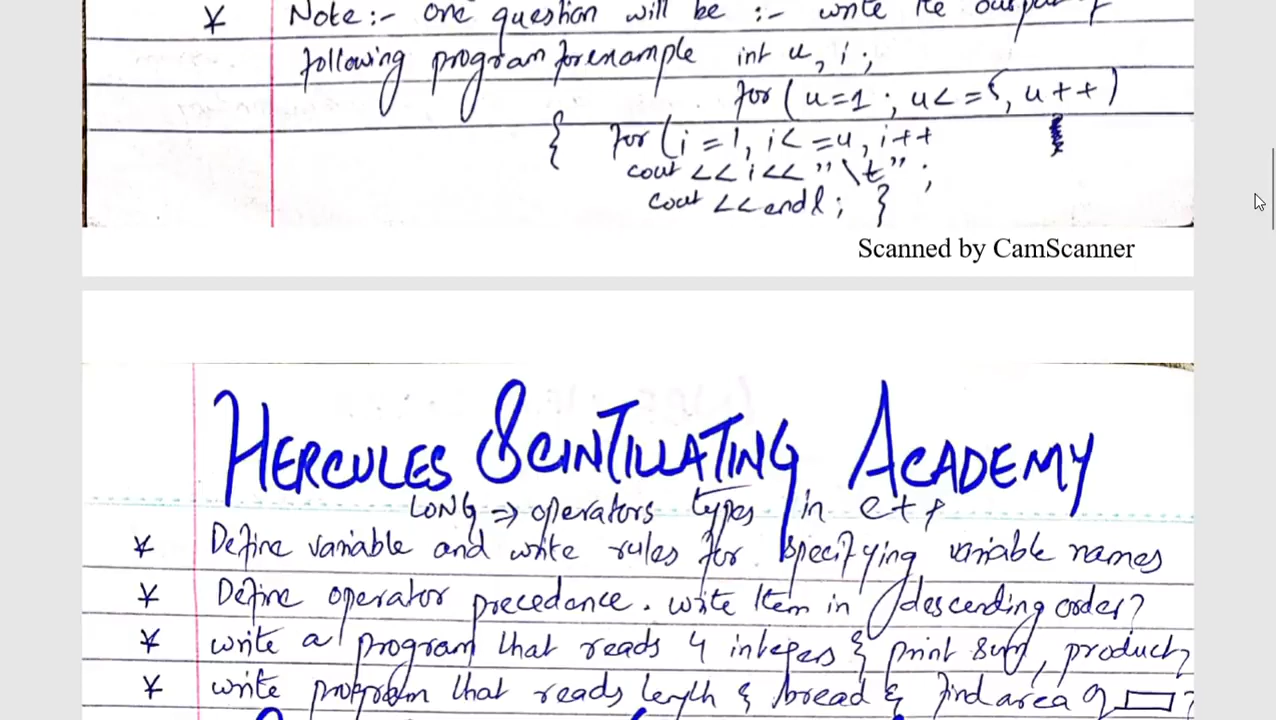 ¥ Note :- one question will be :- write the output of
following program for example int u, i ;
for ( u=1 ; u<=5, u++ )
{ for (i = 1, i<=u, i++
cout <<i<< "\t" ;
cout <<endl ; }
Scanned by CamScanner
HERCULES SCINTILLATING ACADEMY
LONG ⇒ operators types in c++
¥ Define variable and write rules for specifying variable names
¥ Define operator precedance. write Item in descending order?
¥ write a program that reads 4 integers & print sum, product?
¥ write program that reads length & bread & find area of ▭ ?